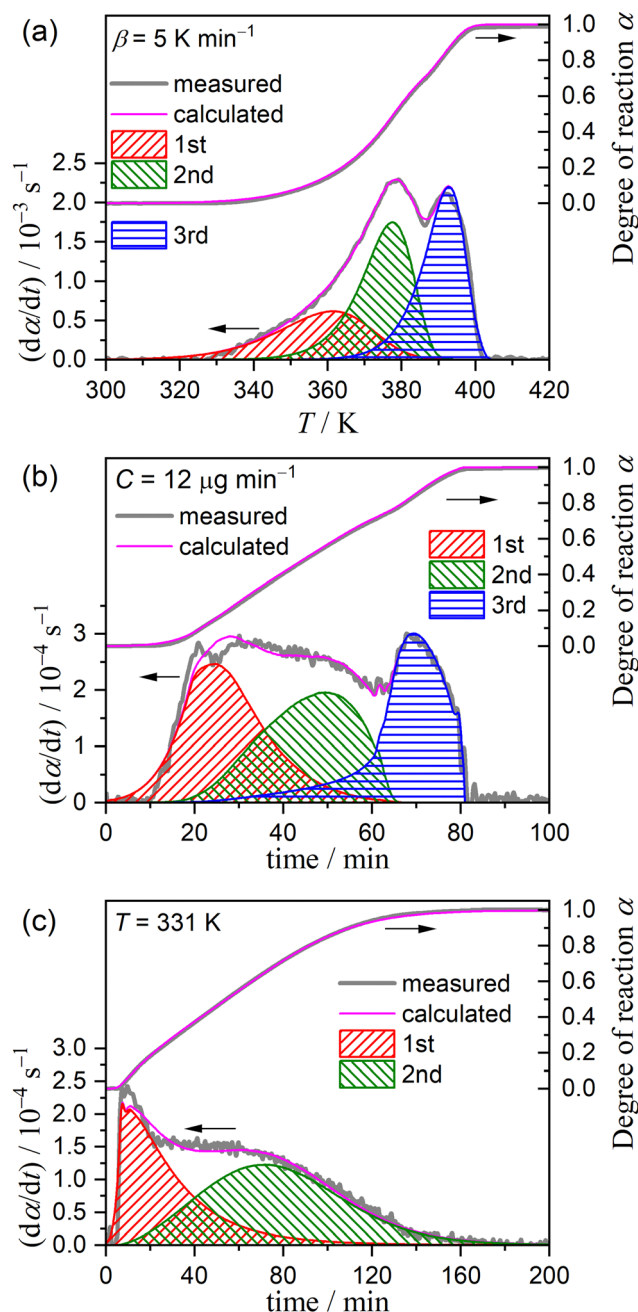 (a)
β = 5 K min⁻¹
measured
calculated
1st
2nd
3rd
2.5
2.0
1.5
1.0
0.5
0.0
(dα/dt) / 10⁻³ s⁻¹
1.0
0.8
0.6
0.4
0.2
0.0
Degree of reaction α
300 320 340 360 380 400 420
T / K
(b)
C = 12 μg min⁻¹
measured
calculated
1st
2nd
3rd
3
2
1
0
(dα/dt) / 10⁻⁴ s⁻¹
1.0
0.8
0.6
0.4
0.2
0.0
Degree of reaction α
0 20 40 60 80 100
time / min
(c)
T = 331 K
measured
calculated
1st
2nd
3.0
2.5
2.0
1.5
1.0
0.5
0.0
(dα/dt) / 10⁻⁴ s⁻¹
1.0
0.8
0.6
0.4
0.2
0.0
Degree of reaction α
0 40 80 120 160 200
time / min